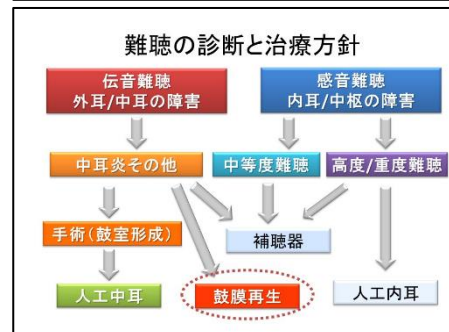 難聴の診断と治療方針
伝音難聴
外耳/中耳の障害
感音難聴
内耳/中枢の障害
中耳炎その他
中等度難聴
高度/重度難聴
手術(鼓室形成)
補聴器
人工中耳
鼓膜再生
人工内耳